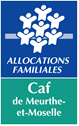 ALLOCATIONS
FAMILIALES
Caf
de Meurthe-
et-Moselle